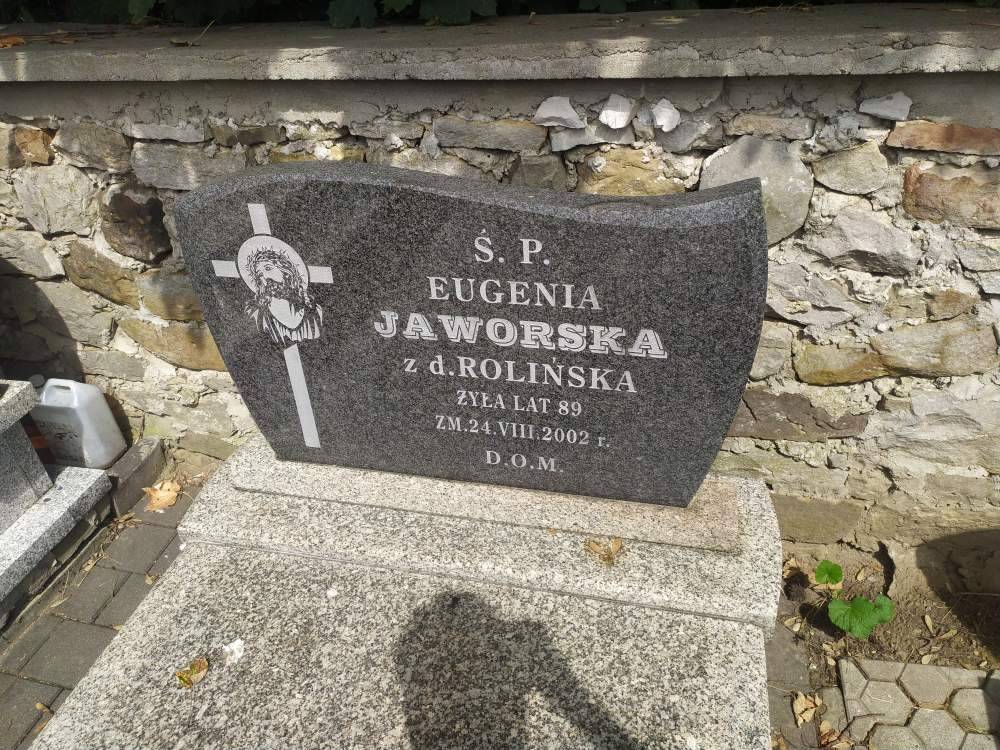 Ś. P.
EUGENIA
JAWORSKA
z d.ROLIŃSKA
ŻYŁA LAT 89
ZM.24.VIII.2002 r.
D.O.M.